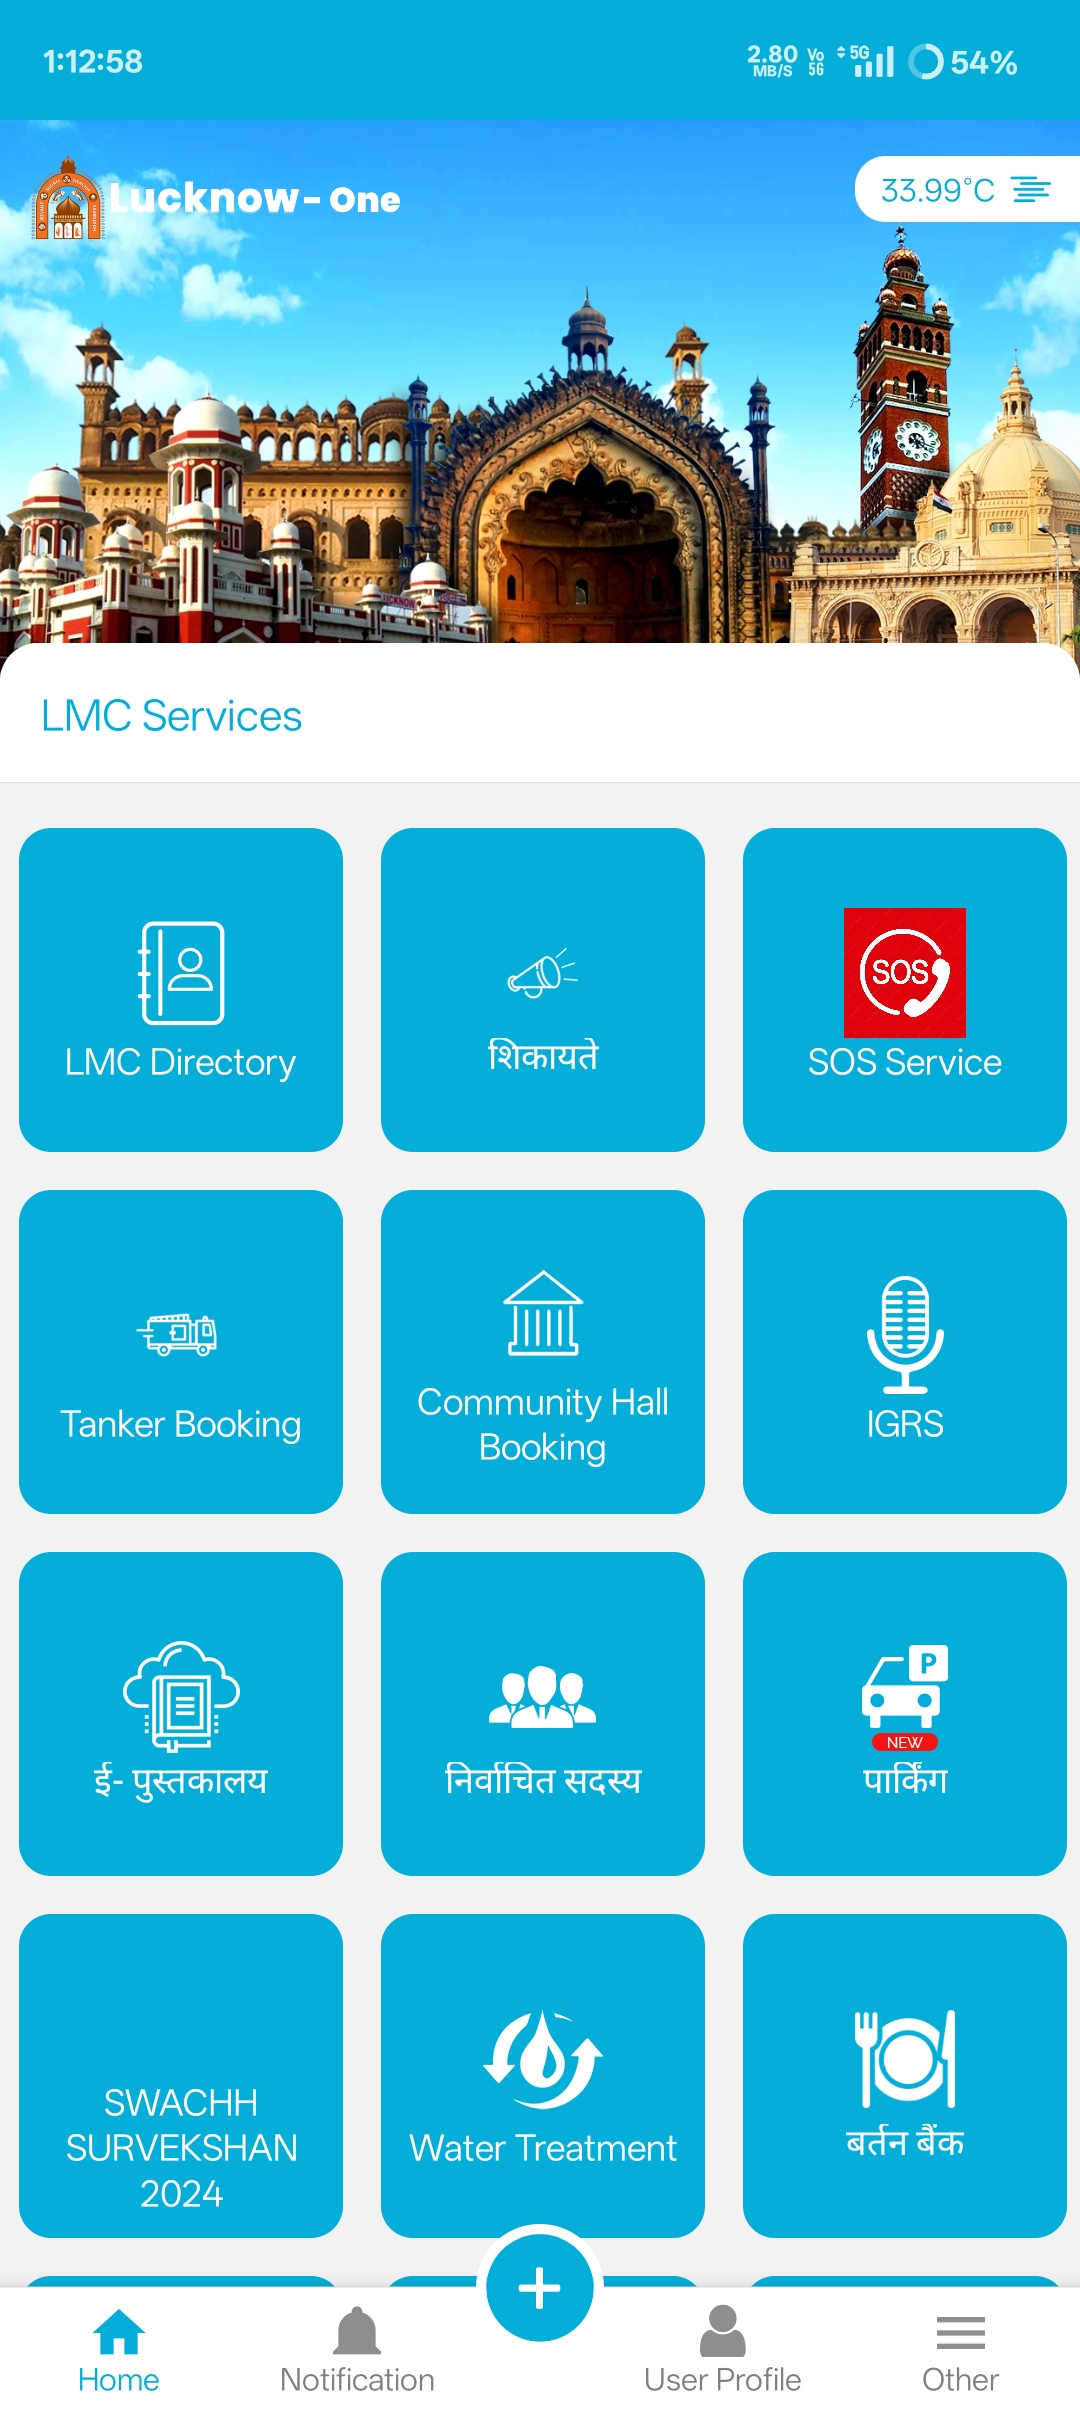 1:12:58
2.80 MB/S Vo 5G 5G 54%
Lucknow - One
33.99°C
LMC Services
LMC Directory
शिकायते
SOS
SOS Service
Tanker Booking
Community Hall
Booking
IGRS
ई- पुस्तकालय
निर्वाचित सदस्य
P
NEW
पार्किंग
SWACHH
SURVEKSHAN
2024
Water Treatment
बर्तन बैंक
Home
Notification
User Profile
Other